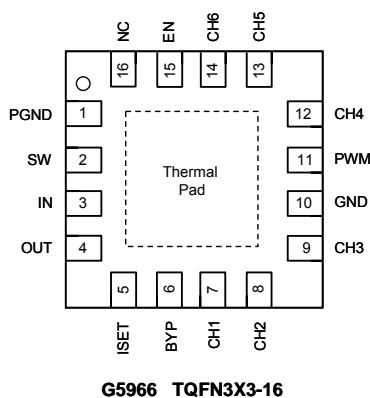 NC
EN
CH6
CH5
16
15
14
13
PGND 1
12 CH4
SW 2
11 PWM
Thermal
Pad
IN 3
10 GND
OUT 4
9 CH3
5
6
7
8
ISET
BYP
CH1
CH2
G5966 TQFN3X3-16